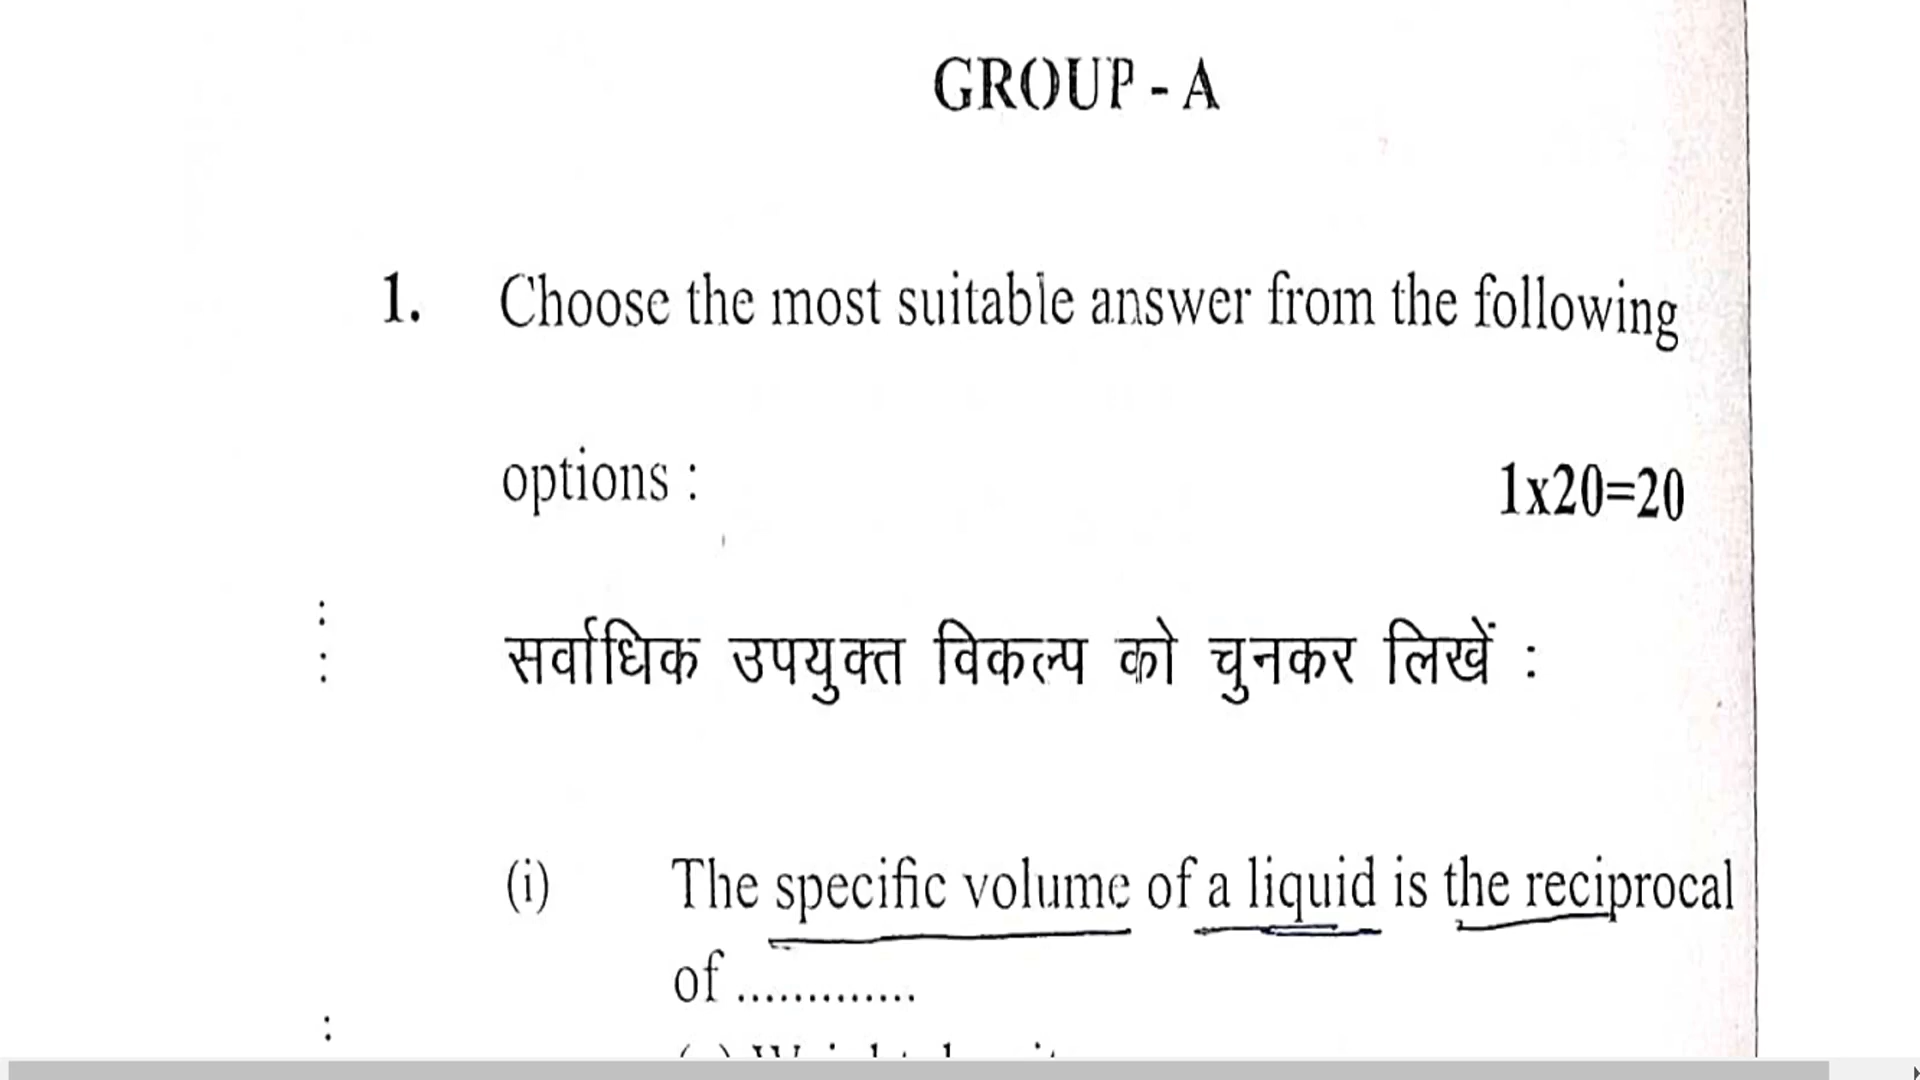 GROUP - A
1. Choose the most suitable answer from the following
options : 1x20=20
सर्वाधिक उपयुक्त विकल्प को चुनकर लिखें :
(i) The specific volume of a liquid is the reciprocal
of .............